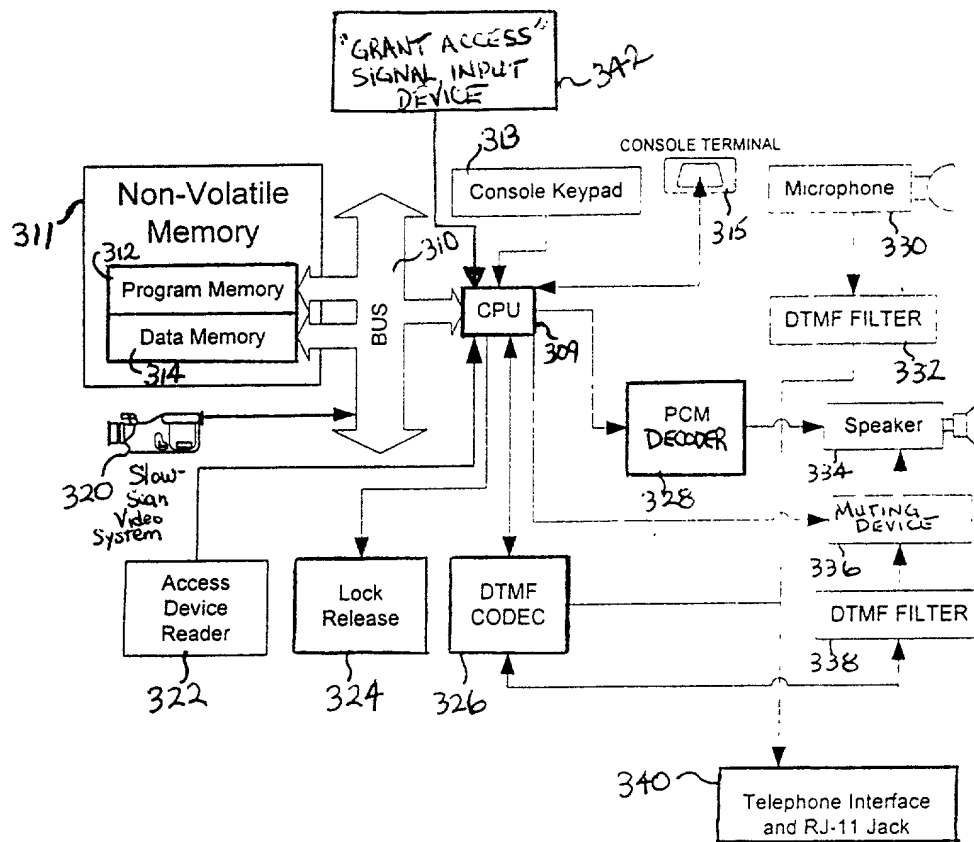 "GRANT ACCESS"
SIGNAL INPUT
DEVICE
342
313
CONSOLE TERMINAL
Console Keypad
315
Microphone
330
311
Non-Volatile
Memory
312
Program Memory
Data Memory
314
310
BUS
CPU
309
DTMF FILTER
332
PCM
DECODER
328
Speaker
334
320
Slow-
Scan
Video
System
MUTING
DEVICE
336
Access
Device
Reader
322
Lock
Release
324
DTMF
CODEC
326
DTMF FILTER
338
340
Telephone Interface
and RJ-11 Jack